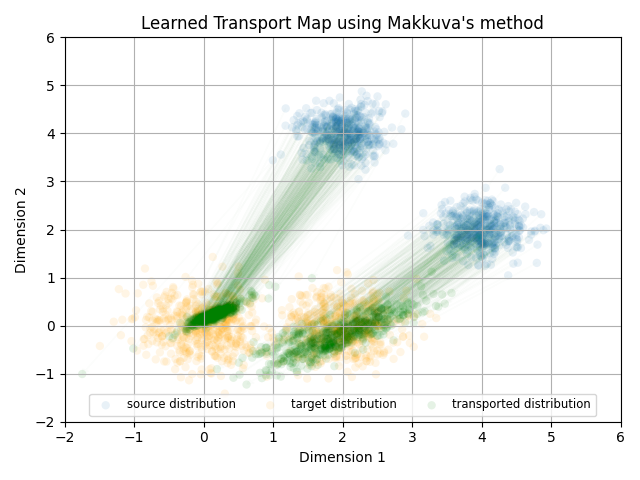 Learned Transport Map using Makkuva's method
6
5
4
3
2
1
0
−1
−2
Dimension 2
source distribution target distribution transported distribution
−2 −1 0 1 2 3 4 5 6
Dimension 1